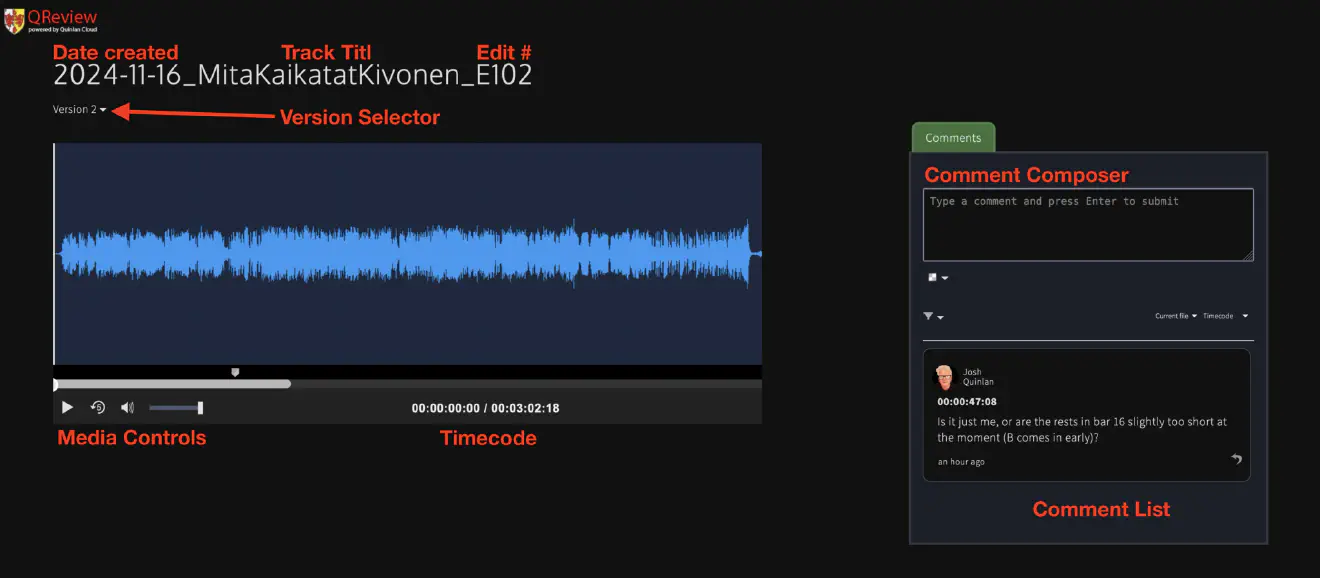 QReview
powered by Quinlan Cloud
Date created Track Titl Edit #
2024-11-16_MitaKaikatatKivonen_E102
Version 2
Version Selector
Comments
Comment Composer
Type a comment and press Enter to submit
Current file Timecode
Josh
Quinlan
00:00:47:08
Is it just me, or are the rests in bar 16 slightly too short at
the moment (B comes in early)?
an hour ago
Comment List
5
00:00:00:00 / 00:03:02:18
Media Controls
Timecode